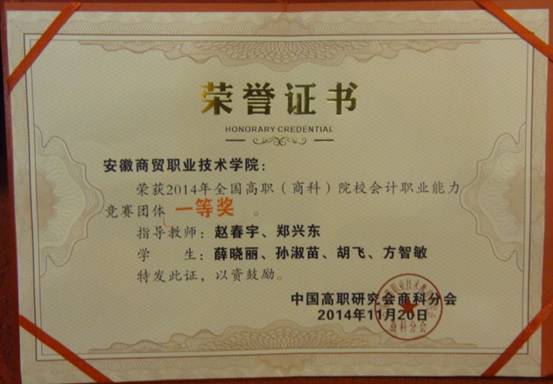 荣誉证书
HONORARY CREDENTIAL
安徽商贸职业技术学院：
荣获2014年全国高职（商科）院校会计职业能力
竞赛团体 一等奖 。
指导教师：赵春宇、郑兴东
学 生：薛晓丽、孙淑苗、胡飞、方智敏
特发此证，以资鼓励。
中国高职研究会商科分会
2014年11月20日
商科分会